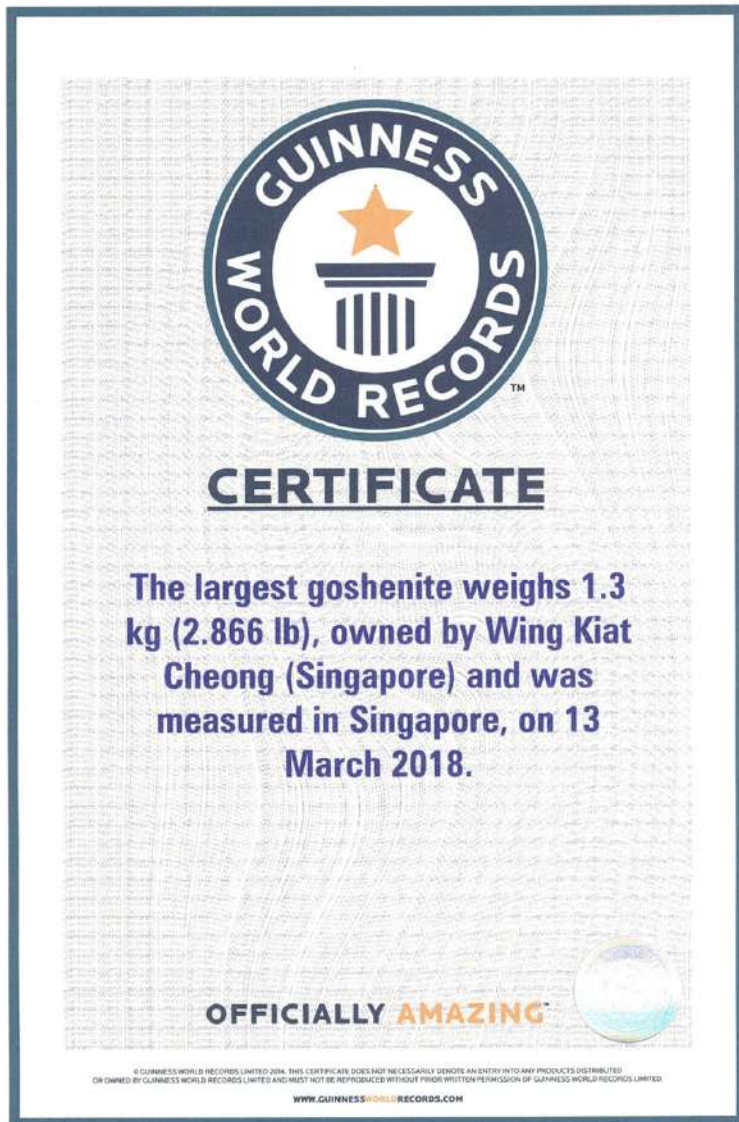 GUINNESS
WORLD RECORDS
TM
CERTIFICATE
The largest goshenite weighs 1.3
kg (2.866 lb), owned by Wing Kiat
Cheong (Singapore) and was
measured in Singapore, on 13
March 2018.
OFFICIALLY AMAZING™
© GUINNESS WORLD RECORDS LIMITED 2014. THIS CERTIFICATE DOES NOT NECESSARILY DENOTE AN ENTRY INTO ANY PRODUCTS DISTRIBUTED
OR OWNED BY GUINNESS WORLD RECORDS LIMITED AND MUST NOT BE REPRODUCED WITHOUT PRIOR WRITTEN PERMISSION OF GUINNESS WORLD RECORDS LIMITED
WWW.GUINNESSWORLDRECORDS.COM